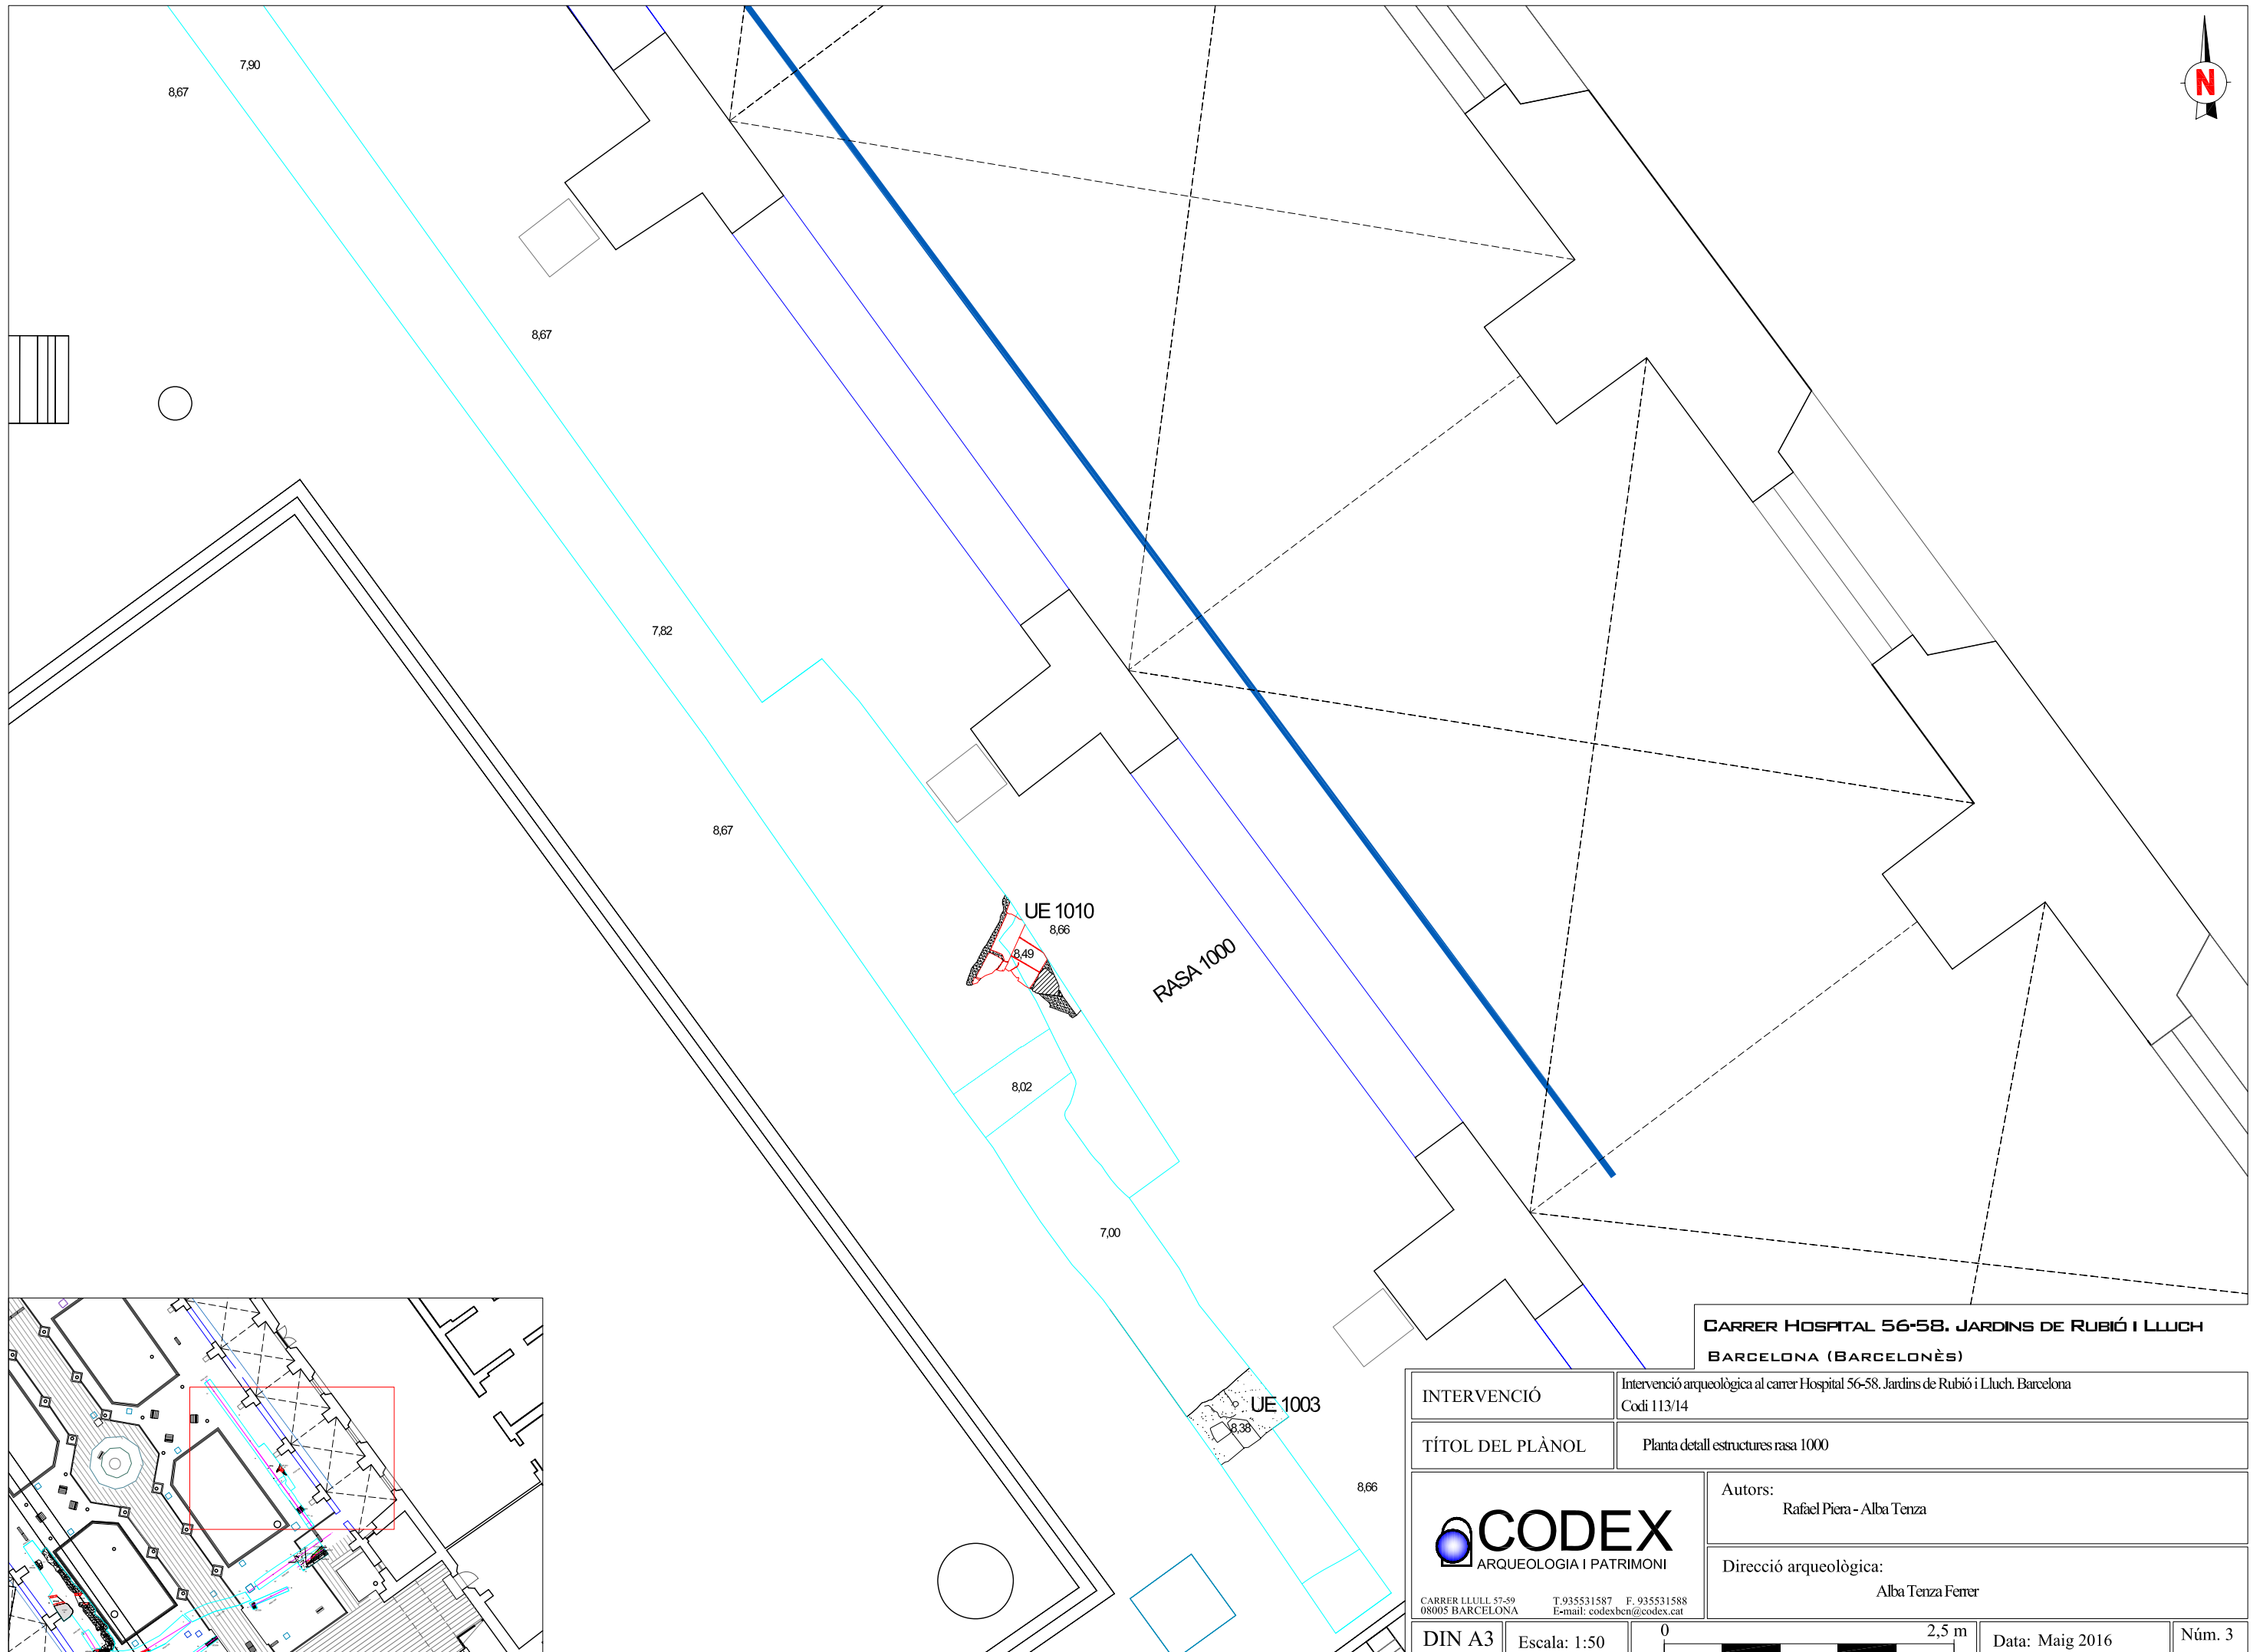 7,90
8,67
N
8,67
7,82
8,67
UE 1010
8,66
8,49
RASA 1000
8,02
7,00
UE 1003
8,38
8,66
CARRER HOSPITAL 56-58. JARDINS DE RUBIÓ I LLUCH
BARCELONA (BARCELONÈS)
INTERVENCIÓ
Intervenció arqueològica al carrer Hospital 56-58. Jardins de Rubió i Lluch. Barcelona
Codi 113/14
TÍTOL DEL PLÀNOL
Planta detall estructures rasa 1000
CODEX
ARQUEOLOGIA I PATRIMONI
CARRER LLULL 57-59 T.935531587 F. 935531588
08005 BARCELONA E-mail: codexbcn@codex.cat
Autors:
Rafael Piera - Alba Tenza
Direcció arqueològica:
Alba Tenza Ferrer
DIN A3
Escala: 1:50
0 2,5 m
Data: Maig 2016
Núm. 3